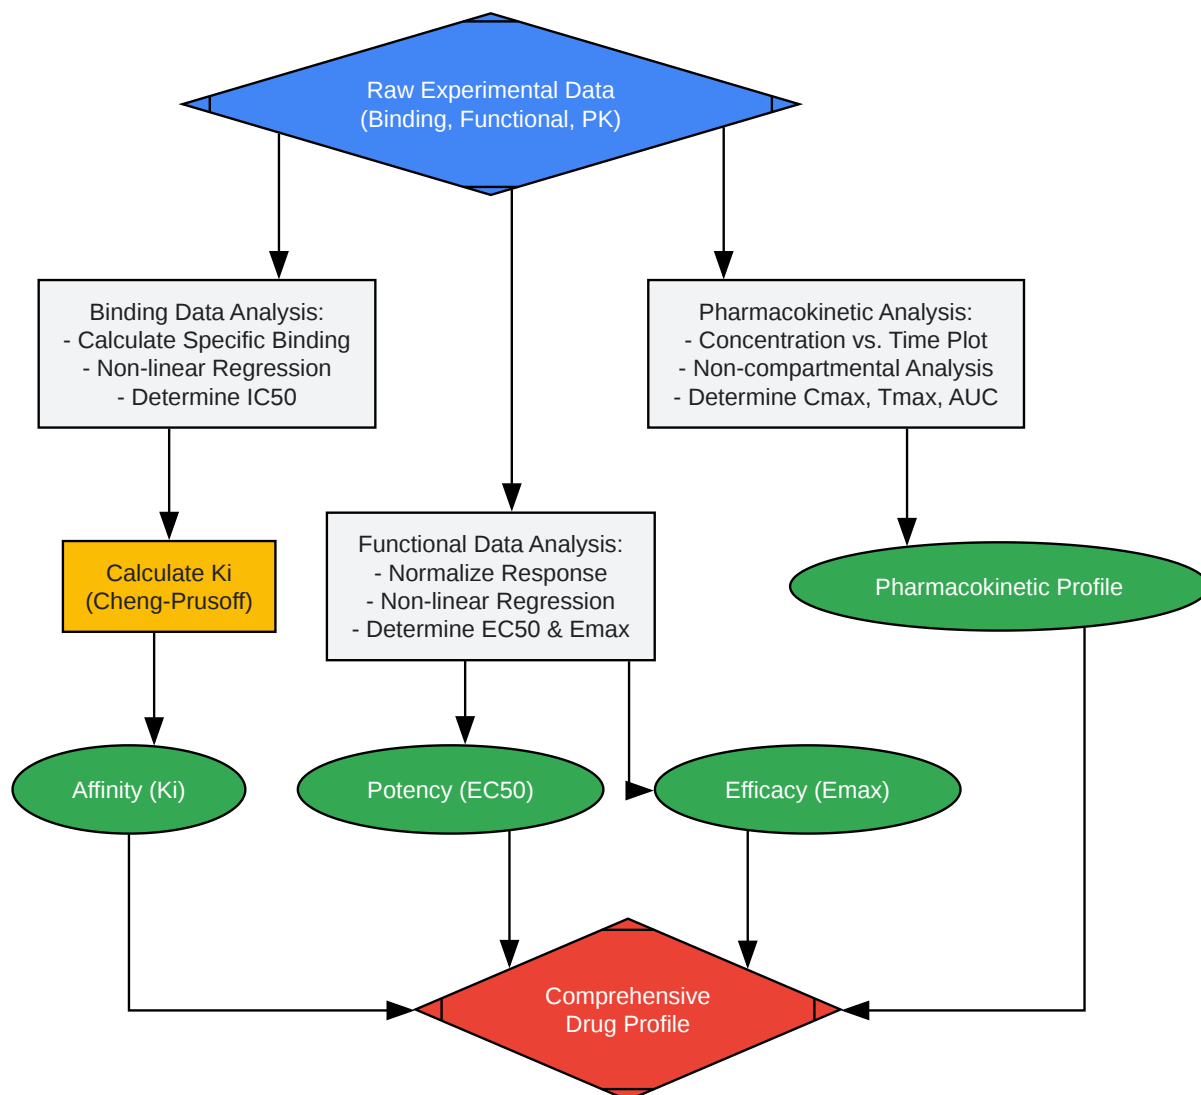 Raw Experimental Data
(Binding, Functional, PK)
Binding Data Analysis:
- Calculate Specific Binding
- Non-linear Regression
- Determine IC50
Pharmacokinetic Analysis:
- Concentration vs. Time Plot
- Non-compartmental Analysis
- Determine Cmax, Tmax, AUC
Calculate Ki
(Cheng-Prusoff)
Functional Data Analysis:
- Normalize Response
- Non-linear Regression
- Determine EC50 & Emax
Pharmacokinetic Profile
Affinity (Ki)
Potency (EC50)
Efficacy (Emax)
Comprehensive
Drug Profile